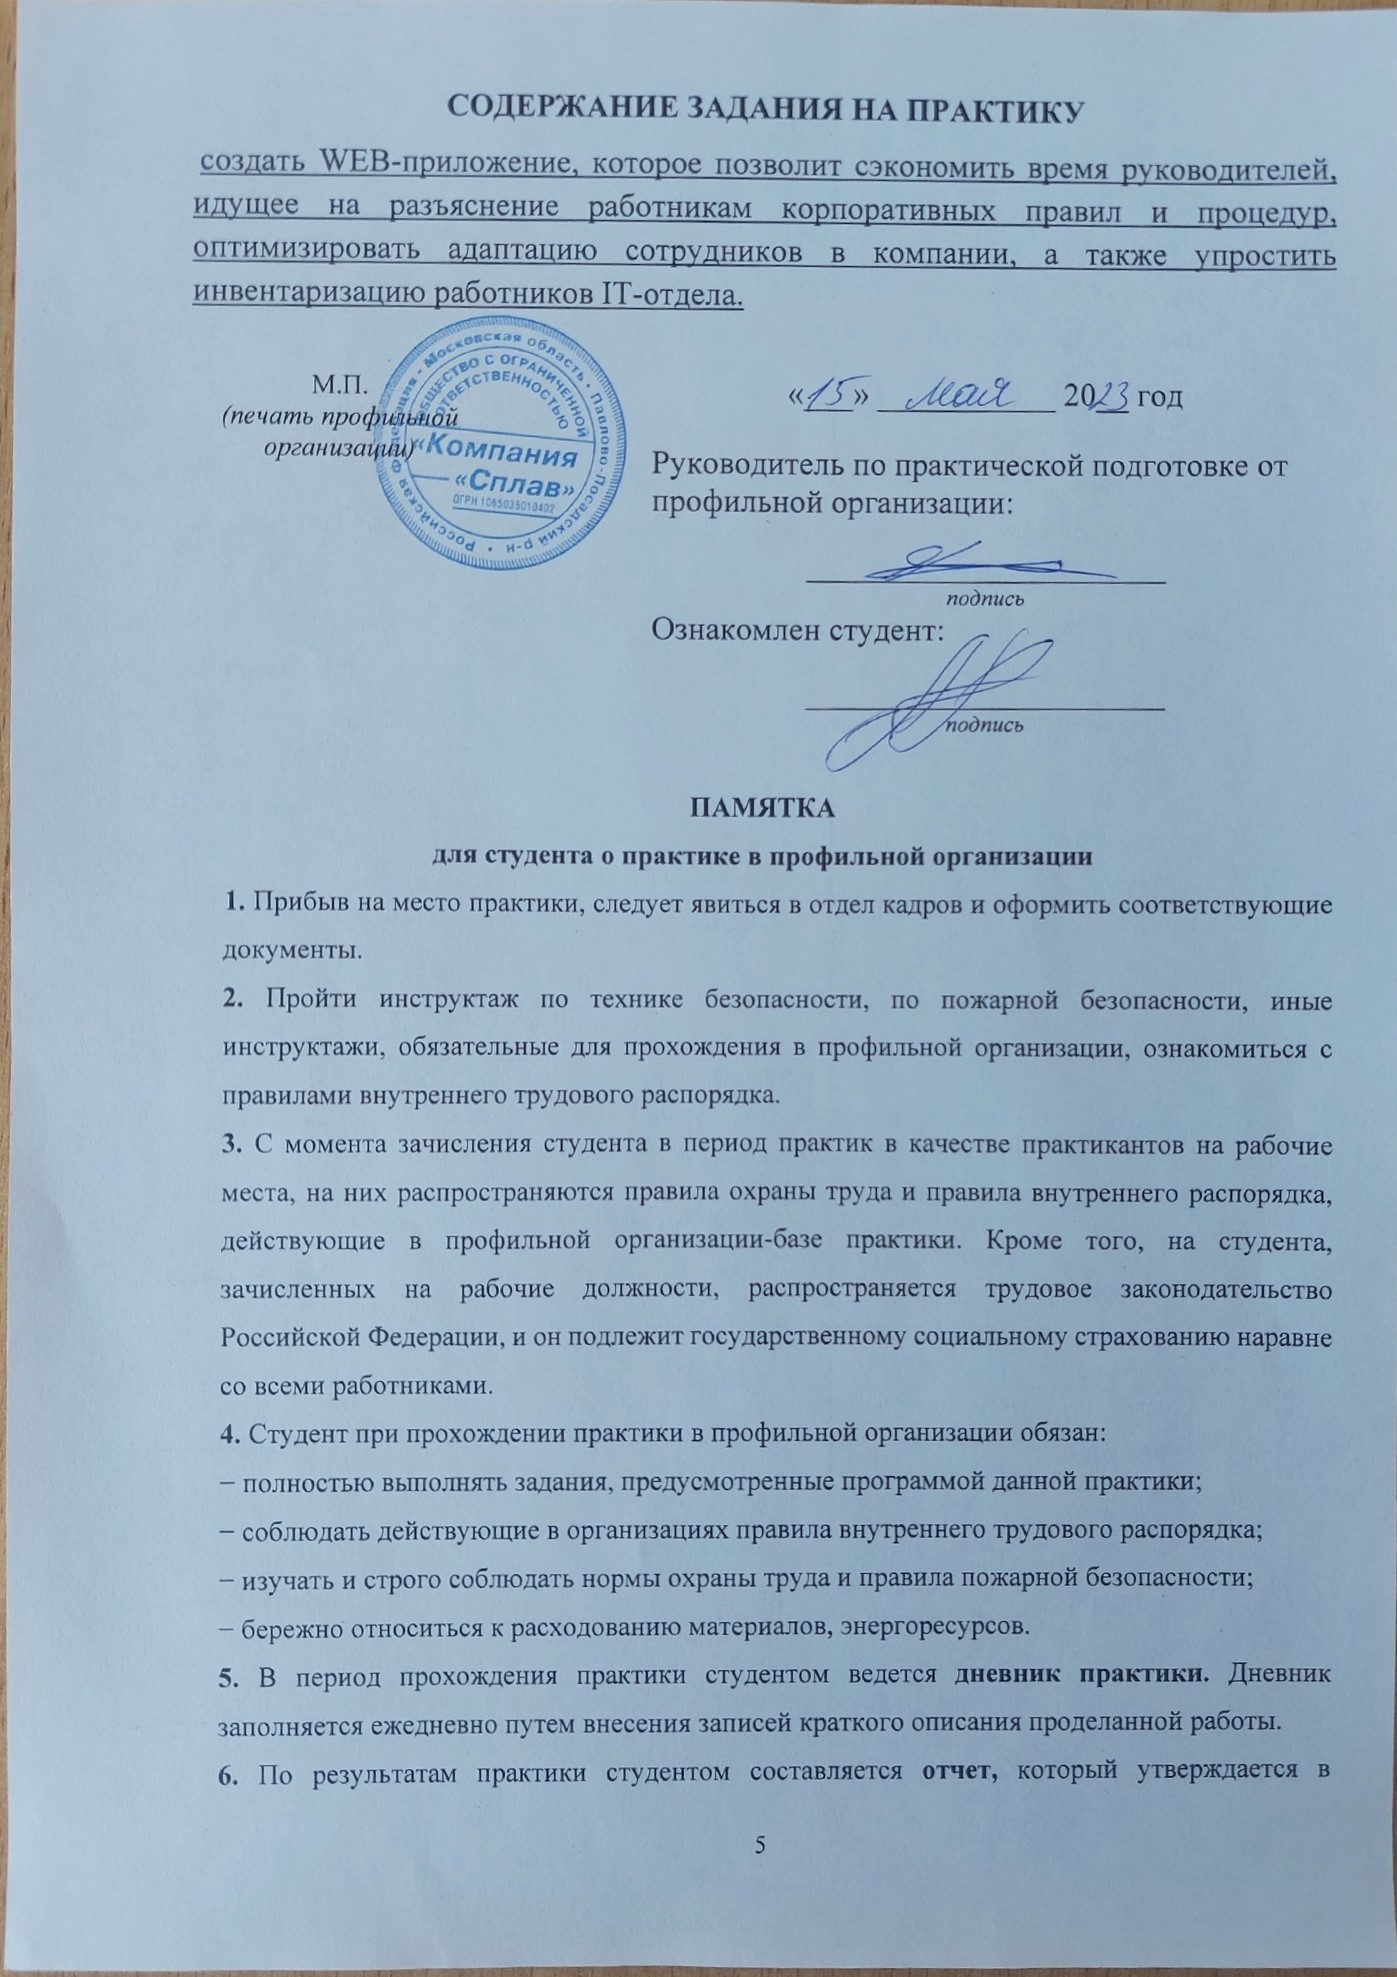 СОДЕРЖАНИЕ ЗАДАНИЯ НА ПРАКТИКУ
создать WEB-приложение, которое позволит сэкономить время руководителей,
идущее на разъяснение работникам корпоративных правил и процедур,
оптимизировать адаптацию сотрудников в компании, а также упростить
инвентаризацию работников IT-отдела.
М.П.
(печать профильной
организации)
Российская Федерация - Московская область • Павлово-Посадский р-н •
ОБЩЕСТВО С ОГРАНИЧЕННОЙ
ОТВЕТСТВЕННОСТЬЮ
«Компания
«Сплав»
ОГРН 1065035010402
«15» мая 2023 год
Руководитель по практической подготовке от
профильной организации:
подпись
Ознакомлен студент:
подпись
ПАМЯТКА
для студента о практике в профильной организации
1. Прибыв на место практики, следует явиться в отдел кадров и оформить соответствующие
документы.
2. Пройти инструктаж по технике безопасности, по пожарной безопасности, иные
инструктажи, обязательные для прохождения в профильной организации, ознакомиться с
правилами внутреннего трудового распорядка.
3. С момента зачисления студента в период практик в качестве практикантов на рабочие
места, на них распространяются правила охраны труда и правила внутреннего распорядка,
действующие в профильной организации-базе практики. Кроме того, на студента,
зачисленных на рабочие должности, распространяется трудовое законодательство
Российской Федерации, и он подлежит государственному социальному страхованию наравне
со всеми работниками.
4. Студент при прохождении практики в профильной организации обязан:
− полностью выполнять задания, предусмотренные программой данной практики;
− соблюдать действующие в организациях правила внутреннего трудового распорядка;
− изучать и строго соблюдать нормы охраны труда и правила пожарной безопасности;
− бережно относиться к расходованию материалов, энергоресурсов.
5. В период прохождения практики студентом ведется дневник практики. Дневник
заполняется ежедневно путем внесения записей краткого описания проделанной работы.
6. По результатам практики студентом составляется отчет, который утверждается в
5